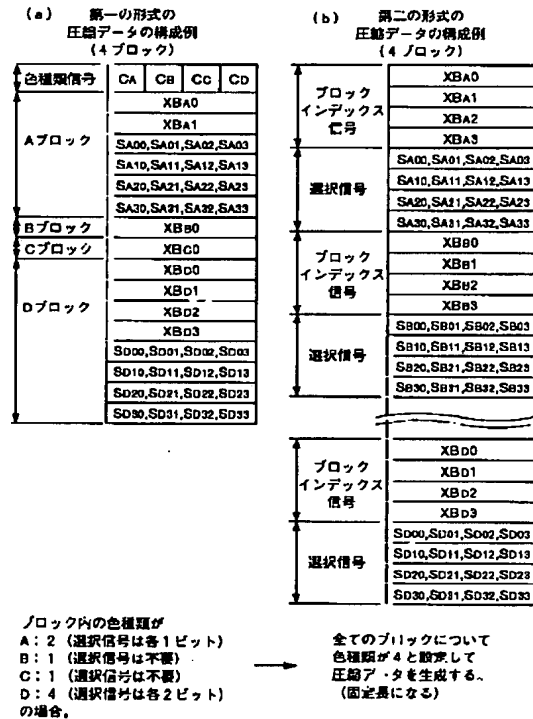 (a) 第一の形式の
圧縮データの構成例
(4ブロック)
色種類信号 CA CB CC CD
Aブロック
XBA0
XBA1
SA00,SA01,SA02,SA03
SA10,SA11,SA12,SA13
SA20,SA21,SA22,SA23
SA30,SA31,SA32,SA33
Bブロック XBB0
Cブロック XBC0
Dブロック
XBD0
XBD1
XBD2
XBD3
SD00,SD01,SD02,SD03
SD10,SD11,SD12,SD13
SD20,SD21,SD22,SD23
SD30,SD31,SD32,SD33
ブロック内の色種類が
A:2 (選択信号は各1ビット)
B:1 (選択信号は不要)
C:1 (選択信号は不要)
D:4 (選択信号は各2ビット)
の場合。
(b) 第二の形式の
圧縮データの構成例
(4ブロック)
ブロック
インデックス
信号
XBA0
XBA1
XBA2
XBA3
選択信号
SA00,SA01,SA02,SA03
SA10,SA11,SA12,SA13
SA20,SA21,SA22,SA23
SA30,SA31,SA32,SA33
ブロック
インデックス
信号
XBB0
XBB1
XBB2
XBB3
選択信号
SB00,SB01,SB02,SB03
SB10,SB11,SB12,SB13
SB20,SB21,SB22,SB23
SB30,SB31,SB32,SB33
ブロック
インデックス
信号
XBD0
XBD1
XBD2
XBD3
選択信号
SD00,SD01,SD02,SD03
SD10,SD11,SD12,SD13
SD20,SD21,SD22,SD23
SD30,SD31,SD32,SD33
全てのブロックについて
色種類が4と設定して
圧縮データを生成する。
(固定長になる)